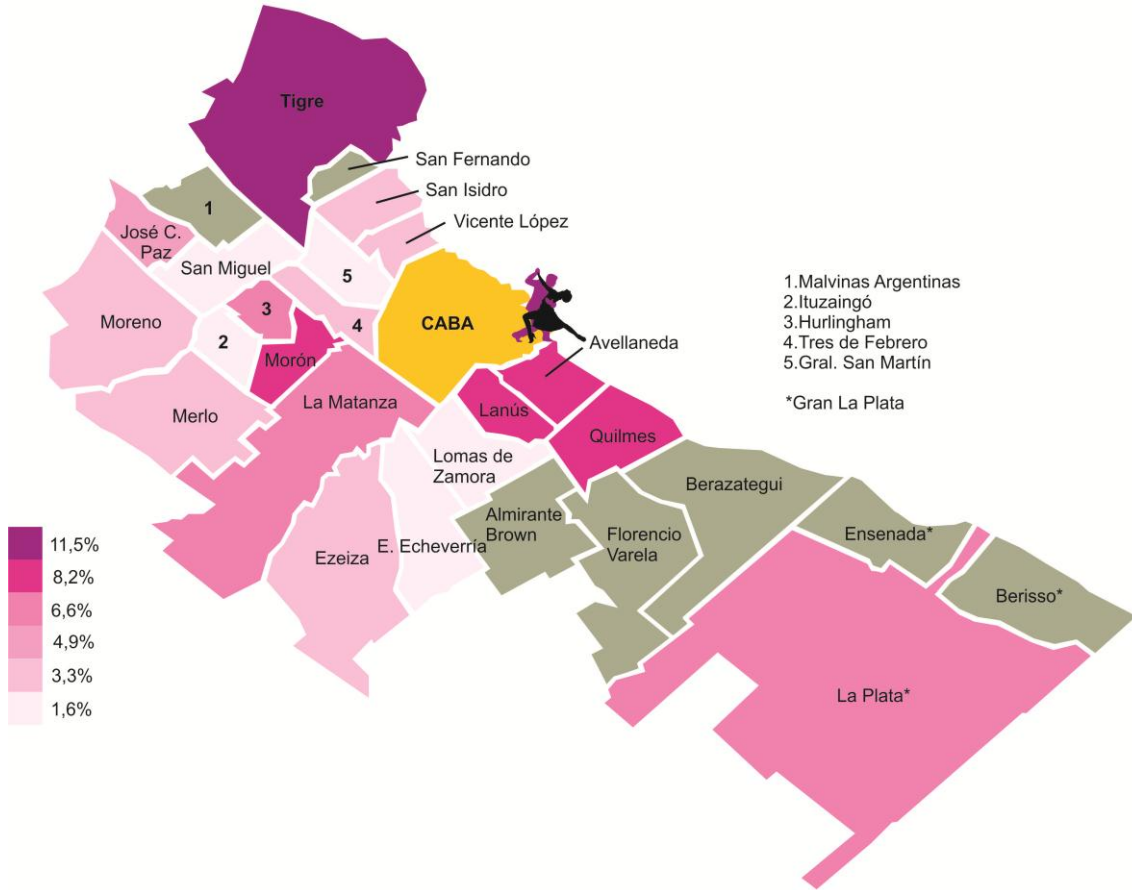 Tigre
San Fernando
San Isidro
Vicente López
1
José C.
Paz
San Miguel
5
Moreno
3
4
CABA
2
Morón
Avellaneda
1.Malvinas Argentinas
2.Ituzaingó
3.Hurlingham
4.Tres de Febrero
5.Gral. San Martín
*Gran La Plata
Merlo
La Matanza
Lanús
Quilmes
Lomas de
Zamora
Berazategui
Almirante
Brown
Florencio
Varela
Ensenada*
Ezeiza
E. Echeverría
Berisso*
La Plata*
11,5%
8,2%
6,6%
4,9%
3,3%
1,6%